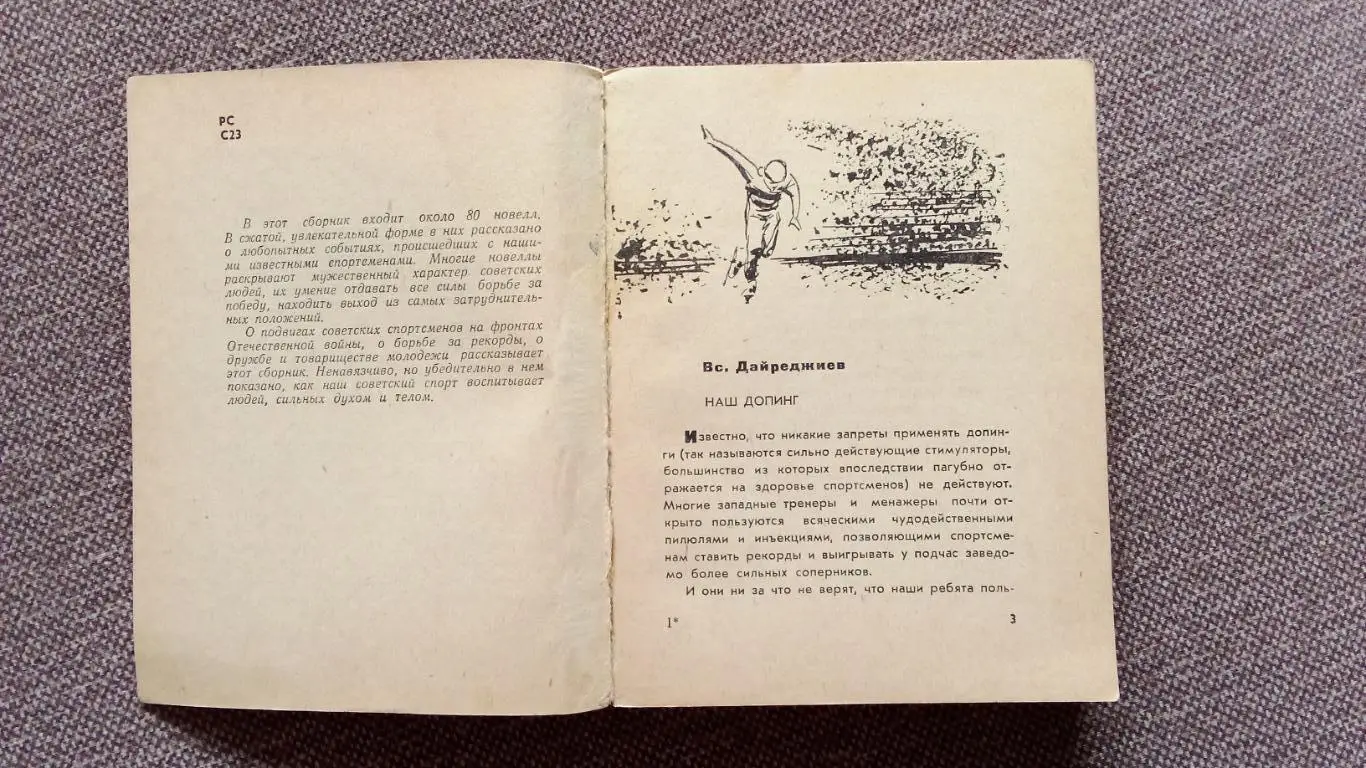 РС
С23
В этот сборник входит около 80 новелл.
В сжатой, увлекательной форме в них рассказано
о любопытных событиях, происшедших с наши-
ми известными спортсменами. Многие новеллы
раскрывают мужественный характер советских
людей, их умение отдавать все силы борьбе за
победу, находить выход из самых затруднитель-
ных положений.
О подвигах советских спортсменов на фронтах
Отечественной войны, о борьбе за рекорды, о
дружбе и товариществе молодежи рассказывает
этот сборник. Ненавязчиво, но убедительно в нем
показано, как наш советский спорт воспитывает
людей, сильных духом и телом.
Вс. Дайреджиев
НАШ ДОПИНГ
Известно, что никакие запреты применять допин-
ги (так называются сильно действующие стимуляторы,
большинство из которых впоследствии пагубно от-
ражается на здоровье спортсменов) не действуют.
Многие западные тренеры и менажеры почти от-
крыто пользуются всяческими чудодейственными
пилюлями и инъекциями, позволяющими спортсме-
нам ставить рекорды и выигрывать у подчас заведо-
мо более сильных соперников.
И они ни за что не верят, что наши ребята поль-
1*
3